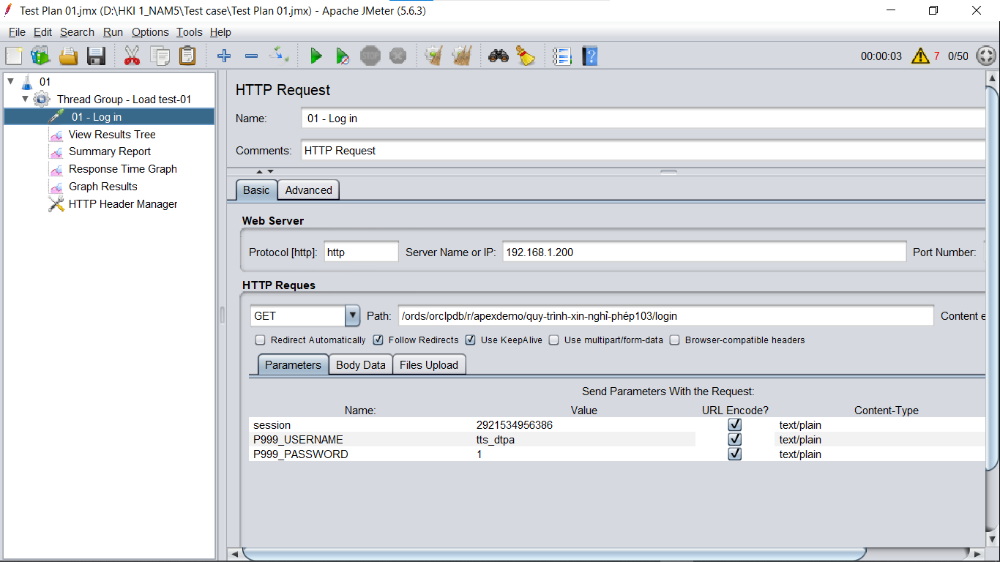 Test Plan 01.jmx (D:\HKI 1_NAM5\Test case\Test Plan 01.jmx) - Apache JMeter (5.6.3)
File Edit Search Run Options Tools Help
STOP 00:00:03 7 0/50
01
Thread Group - Load test-01
01 - Log in
View Results Tree
Summary Report
Response Time Graph
Graph Results
HTTP Header Manager
HTTP Request
Name: 01 - Log in
Comments: HTTP Request
Basic Advanced
Web Server
Protocol [http]: http Server Name or IP: 192.168.1.200 Port Number:
HTTP Reques
GET Path: /ords/orclpdb/r/apexdemo/quy-trình-xin-nghỉ-phép103/login Content e
Redirect Automatically Follow Redirects Use KeepAlive Use multipart/form-data Browser-compatible headers
Parameters Body Data Files Upload
Send Parameters With the Request:
Name: Value URL Encode? Content-Type
session 2921534956386 text/plain
P999_USERNAME tts_dtpa text/plain
P999_PASSWORD 1 text/plain